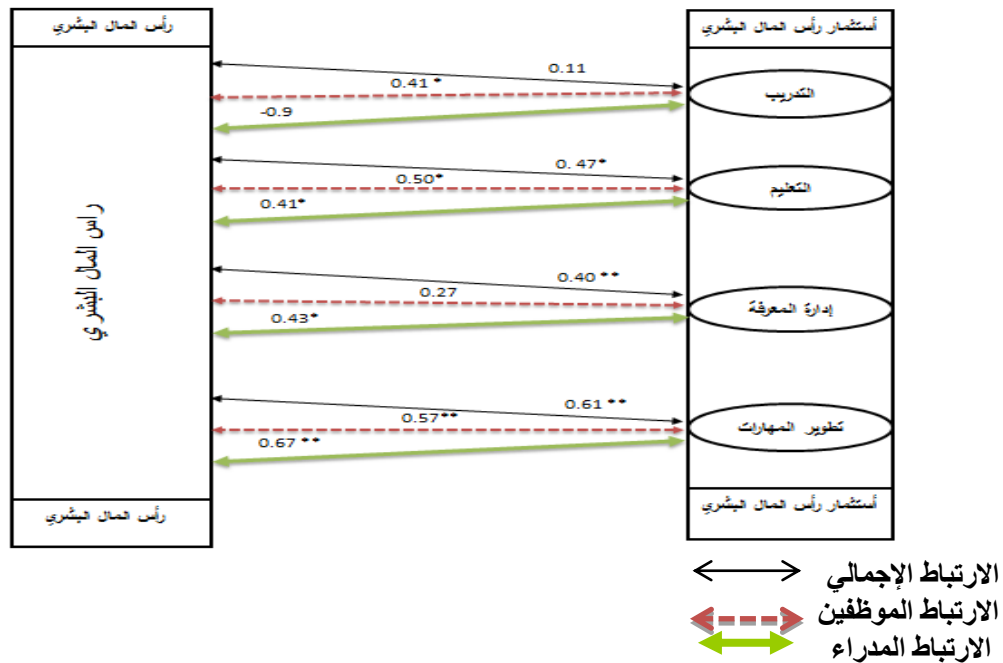 أستثمار رأس المال البشري
رأس المال البشري
0.11
0.41 *
-0.9
التدريب
0. 47*
0.50*
0.41*
التعليم
راس المال البشري
0.40 **
0.27
0.43*
إدارة المعرفة
0.61 **
0.57**
0.67 **
تطوير المهارات
أستثمار رأس المال البشري
رأس المال البشري
الارتباط الإجمالي
الارتباط الموظفين
الارتباط المدراء